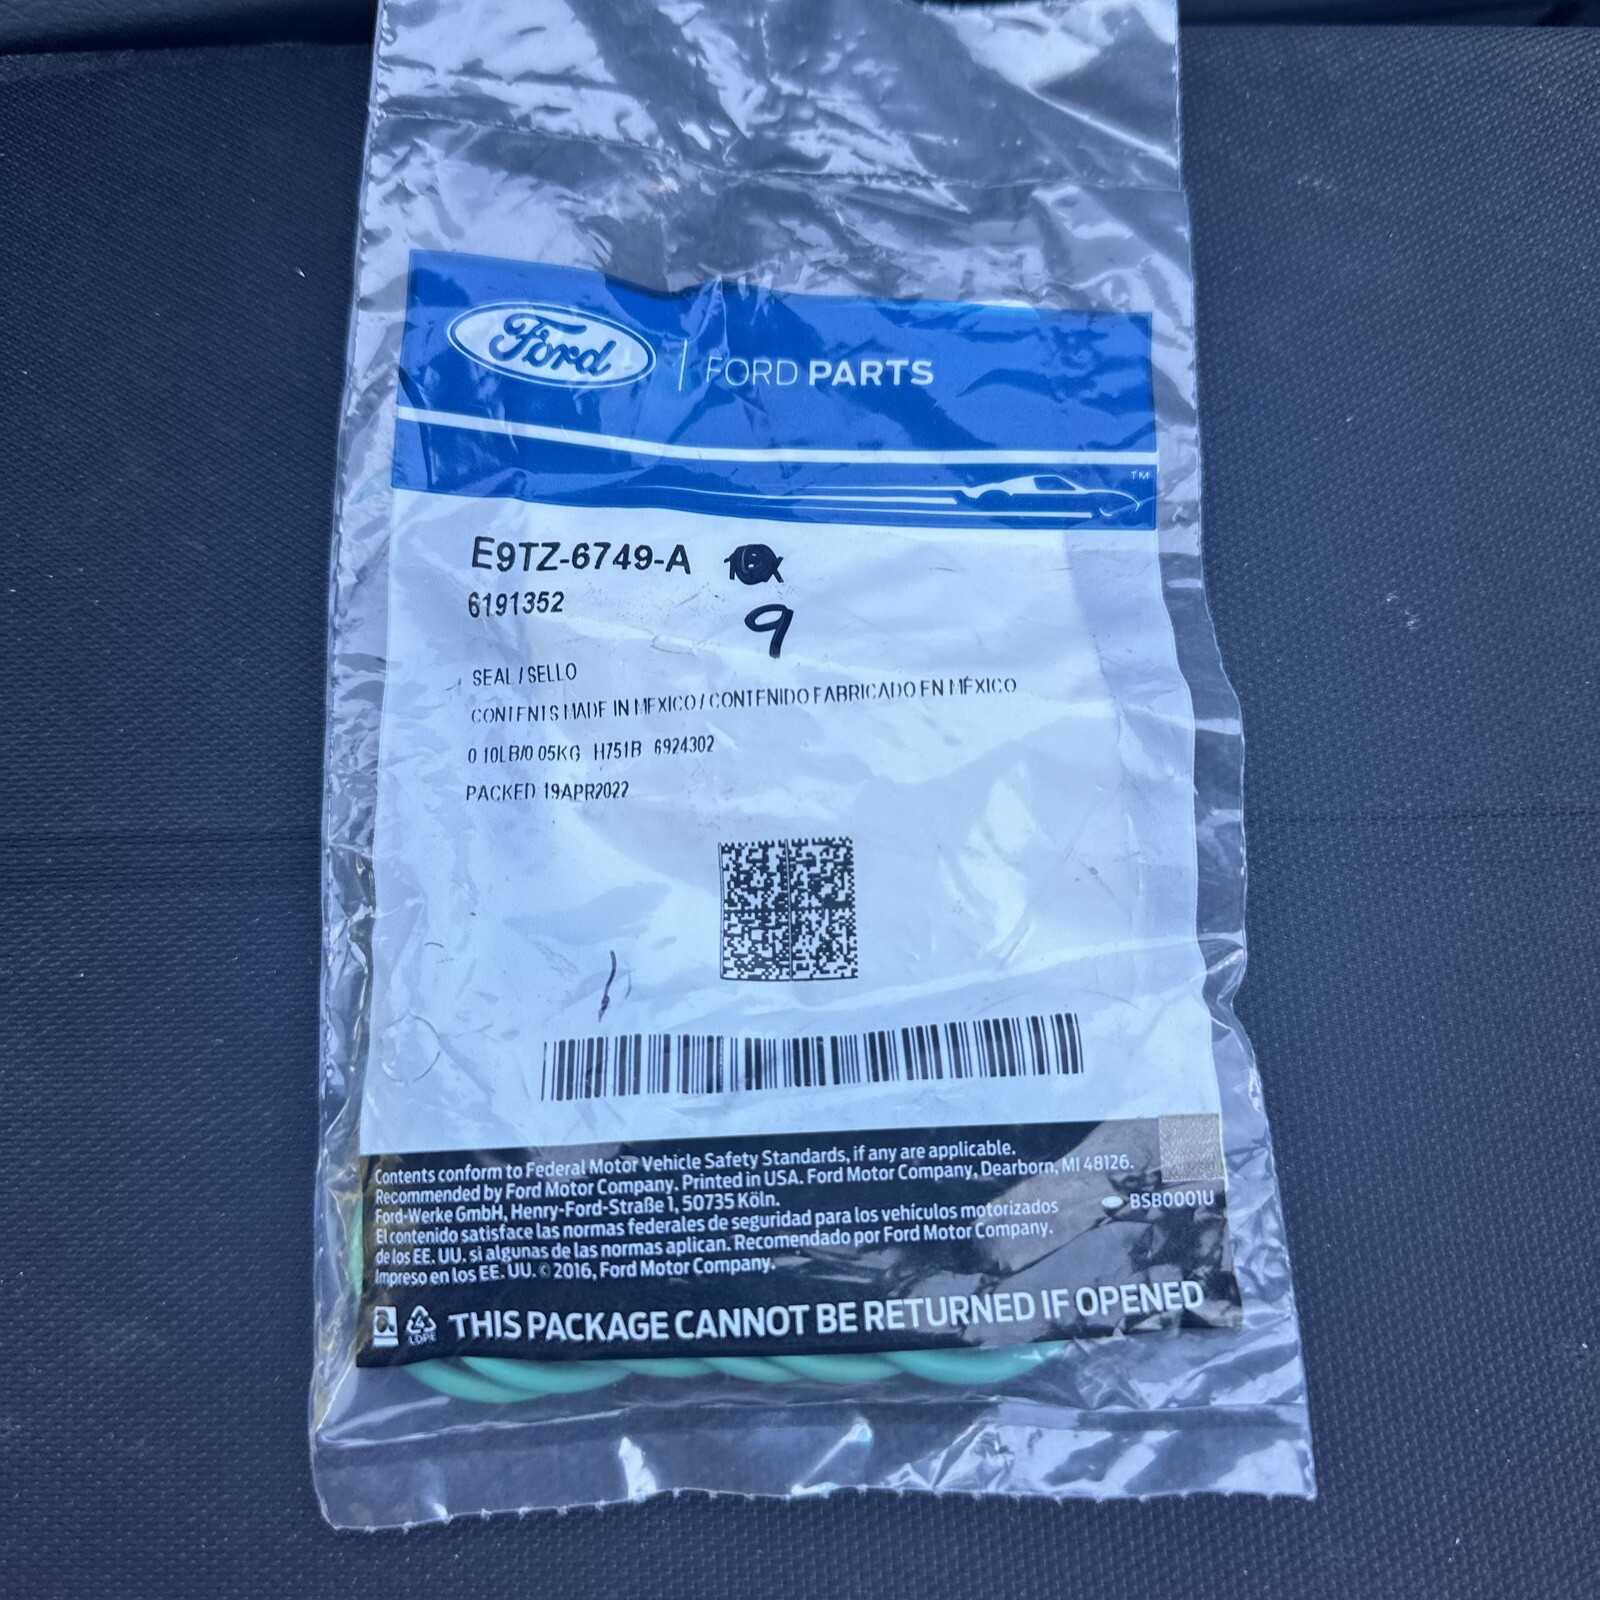 Ford | FORD PARTS
TM
E9TZ-6749-A
6191352
9
SEAL / SELLO
CONTENTS MADE IN MEXICO / CONTENIDO FABRICADO EN MÉXICO
0 10LB/0 05KG H751B 6924302
PACKED 19APR2022
Contents conform to Federal Motor Vehicle Safety Standards, if any are applicable.
Recommended by Ford Motor Company. Printed in USA. Ford Motor Company, Dearborn, MI 48126.
Ford-Werke GmbH, Henry-Ford-Straße 1, 50735 Köln.
El contenido satisface las normas federales de seguridad para los vehículos motorizados
de los EE. UU. si algunas de las normas aplican. Recomendado por Ford Motor Company.
Impreso en los EE. UU. © 2016, Ford Motor Company.
BSB0001U
LDPE
THIS PACKAGE CANNOT BE RETURNED IF OPENED